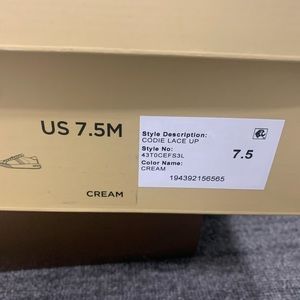 US 7.5M
CREAM
Style Description:
CODIE LACE UP
Style No:
43T0CEFS3L
Color Name:
CREAM
7.5
194392156565